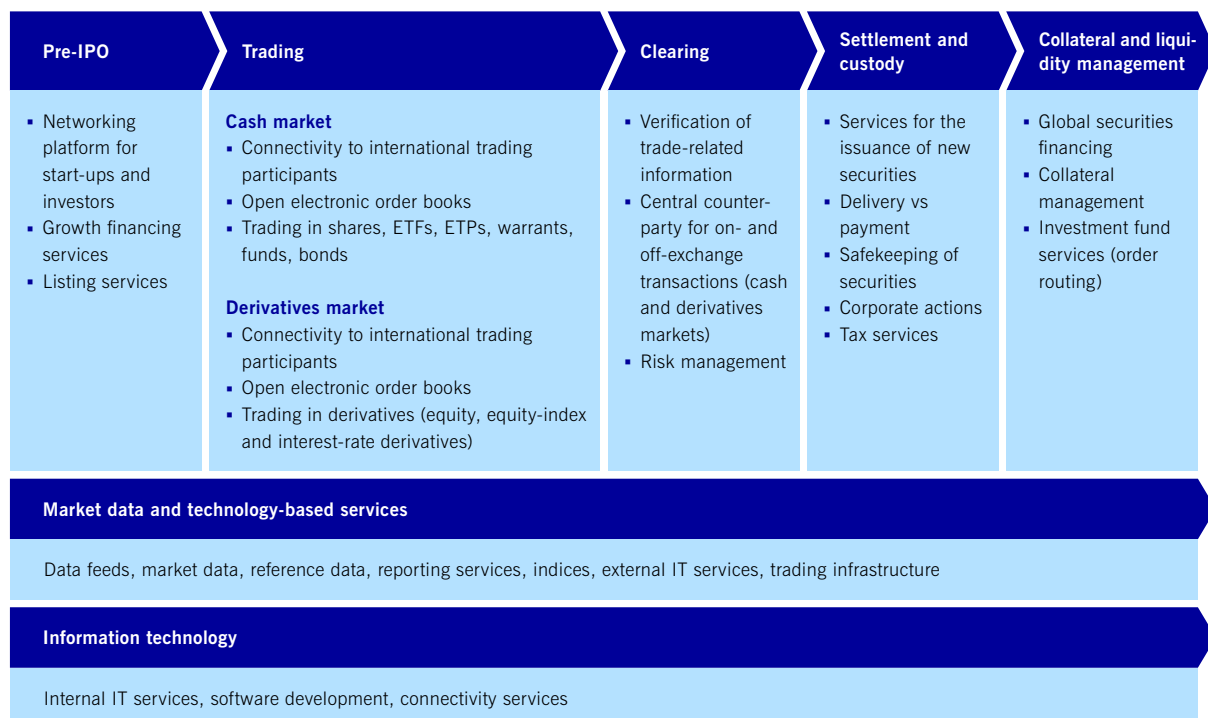 Pre-IPO
Trading
Clearing
Settlement and
custody
Collateral and liqui-
dity management
▪ Networking
platform for
start-ups and
investors
▪ Growth financing
services
▪ Listing services
Cash market
▪ Connectivity to international trading
participants
▪ Open electronic order books
▪ Trading in shares, ETFs, ETPs, warrants,
funds, bonds
Derivatives market
▪ Connectivity to international trading
participants
▪ Open electronic order books
▪ Trading in derivatives (equity, equity-index
and interest-rate derivatives)
▪ Verification of
trade-related
information
▪ Central counter-
party for on- and
off-exchange
transactions (cash
and derivatives
markets)
▪ Risk management
▪ Services for the
issuance of new
securities
▪ Delivery vs
payment
▪ Safekeeping of
securities
▪ Corporate actions
▪ Tax services
▪ Global securities
financing
▪ Collateral
management
▪ Investment fund
services (order
routing)
Market data and technology-based services
Data feeds, market data, reference data, reporting services, indices, external IT services, trading infrastructure
Information technology
Internal IT services, software development, connectivity services